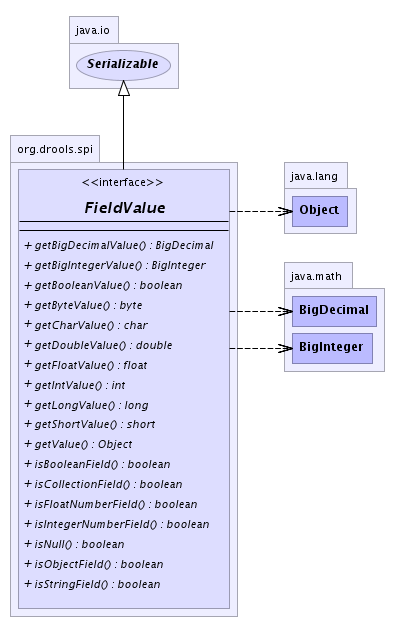 java.io
Serializable
org.drools.spi
<<interface>>
FieldValue
+ getBigDecimalValue() : BigDecimal
+ getBigIntegerValue() : BigInteger
+ getBooleanValue() : boolean
+ getByteValue() : byte
+ getCharValue() : char
+ getDoubleValue() : double
+ getFloatValue() : float
+ getIntValue() : int
+ getLongValue() : long
+ getShortValue() : short
+ getValue() : Object
+ isBooleanField() : boolean
+ isCollectionField() : boolean
+ isFloatNumberField() : boolean
+ isIntegerNumberField() : boolean
+ isNull() : boolean
+ isObjectField() : boolean
+ isStringField() : boolean
java.lang
Object
java.math
BigDecimal
BigInteger